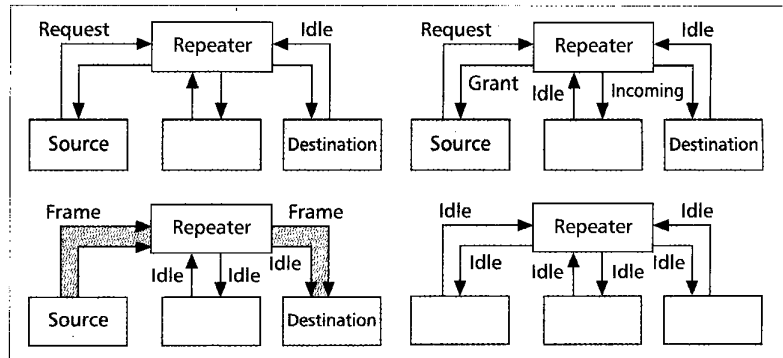 Request
Repeater
Idle
Source
Destination
Request
Repeater
Idle
Grant
Idle
Incoming
Source
Destination
Frame
Repeater
Frame
Idle
Idle
Idle
Source
Destination
Idle
Repeater
Idle
Idle
Idle
Idle
Idle